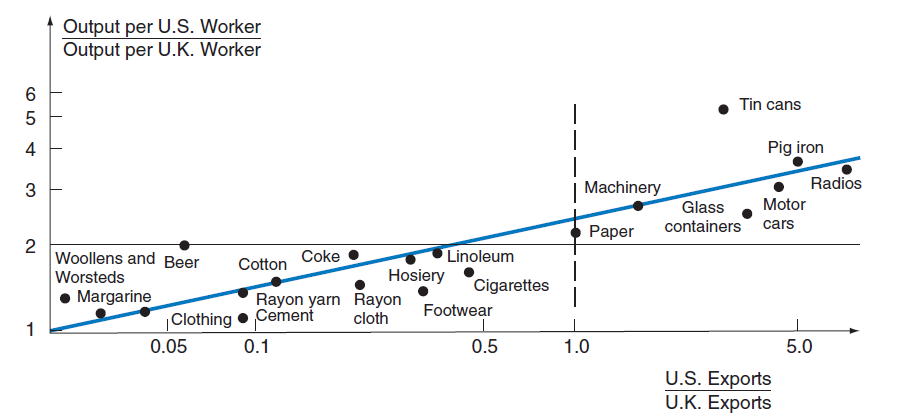 Output per U.S. Worker
Output per U.K. Worker
6
5
4
3
2
1
Tin cans
Pig iron
Radios
Machinery
Glass
containers
Motor
cars
Paper
Woollens and
Worsteds
Beer
Cotton
Coke
Linoleum
Hosiery
Cigarettes
Margarine
Rayon yarn
Rayon
cloth
Footwear
Clothing
Cement
0.05
0.1
0.5
1.0
5.0
U.S. Exports
U.K. Exports